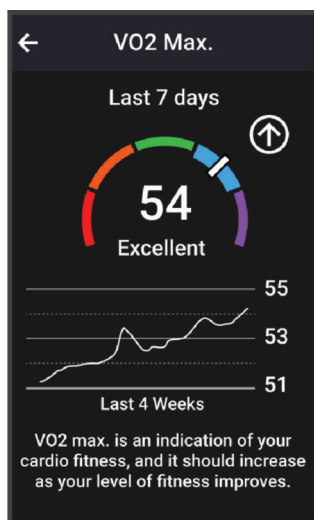 VO2 Max.
Last 7 days
54
Excellent
55
53
51
Last 4 Weeks
VO2 max. is an indication of your
cardio fitness, and it should increase
as your level of fitness improves.